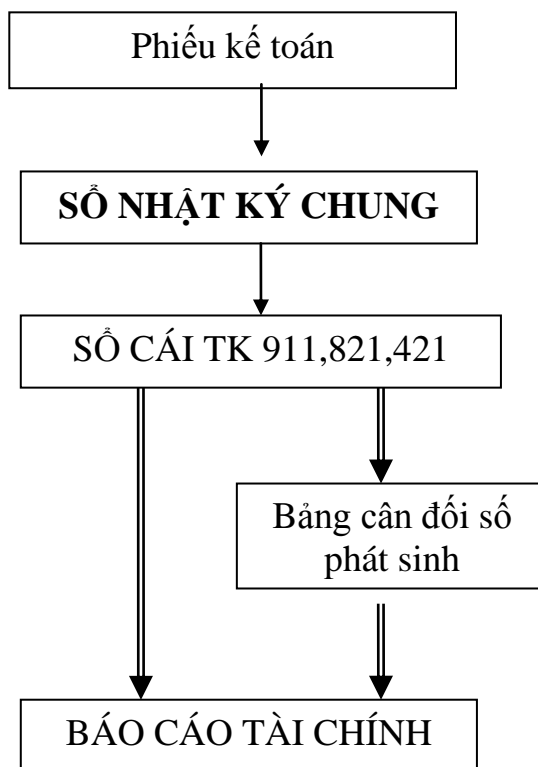 Phiếu kế toán
SỔ NHẬT KÝ CHUNG
SỔ CÁI TK 911,821,421
Bảng cân đối số
phát sinh
BÁO CÁO TÀI CHÍNH